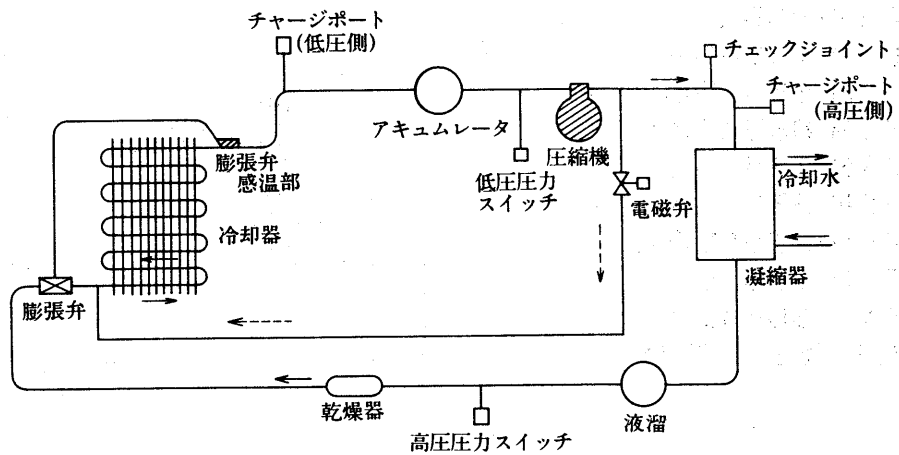 チャージポート
(低圧側)
チェックジョイント
チャージポート
(高圧側)
アキュムレータ
圧縮機
膨張弁
感温部
低圧圧力
スイッチ
電磁弁
冷却水
冷却器
凝縮器
膨張弁
乾燥器
液溜
高圧圧力スイッチ